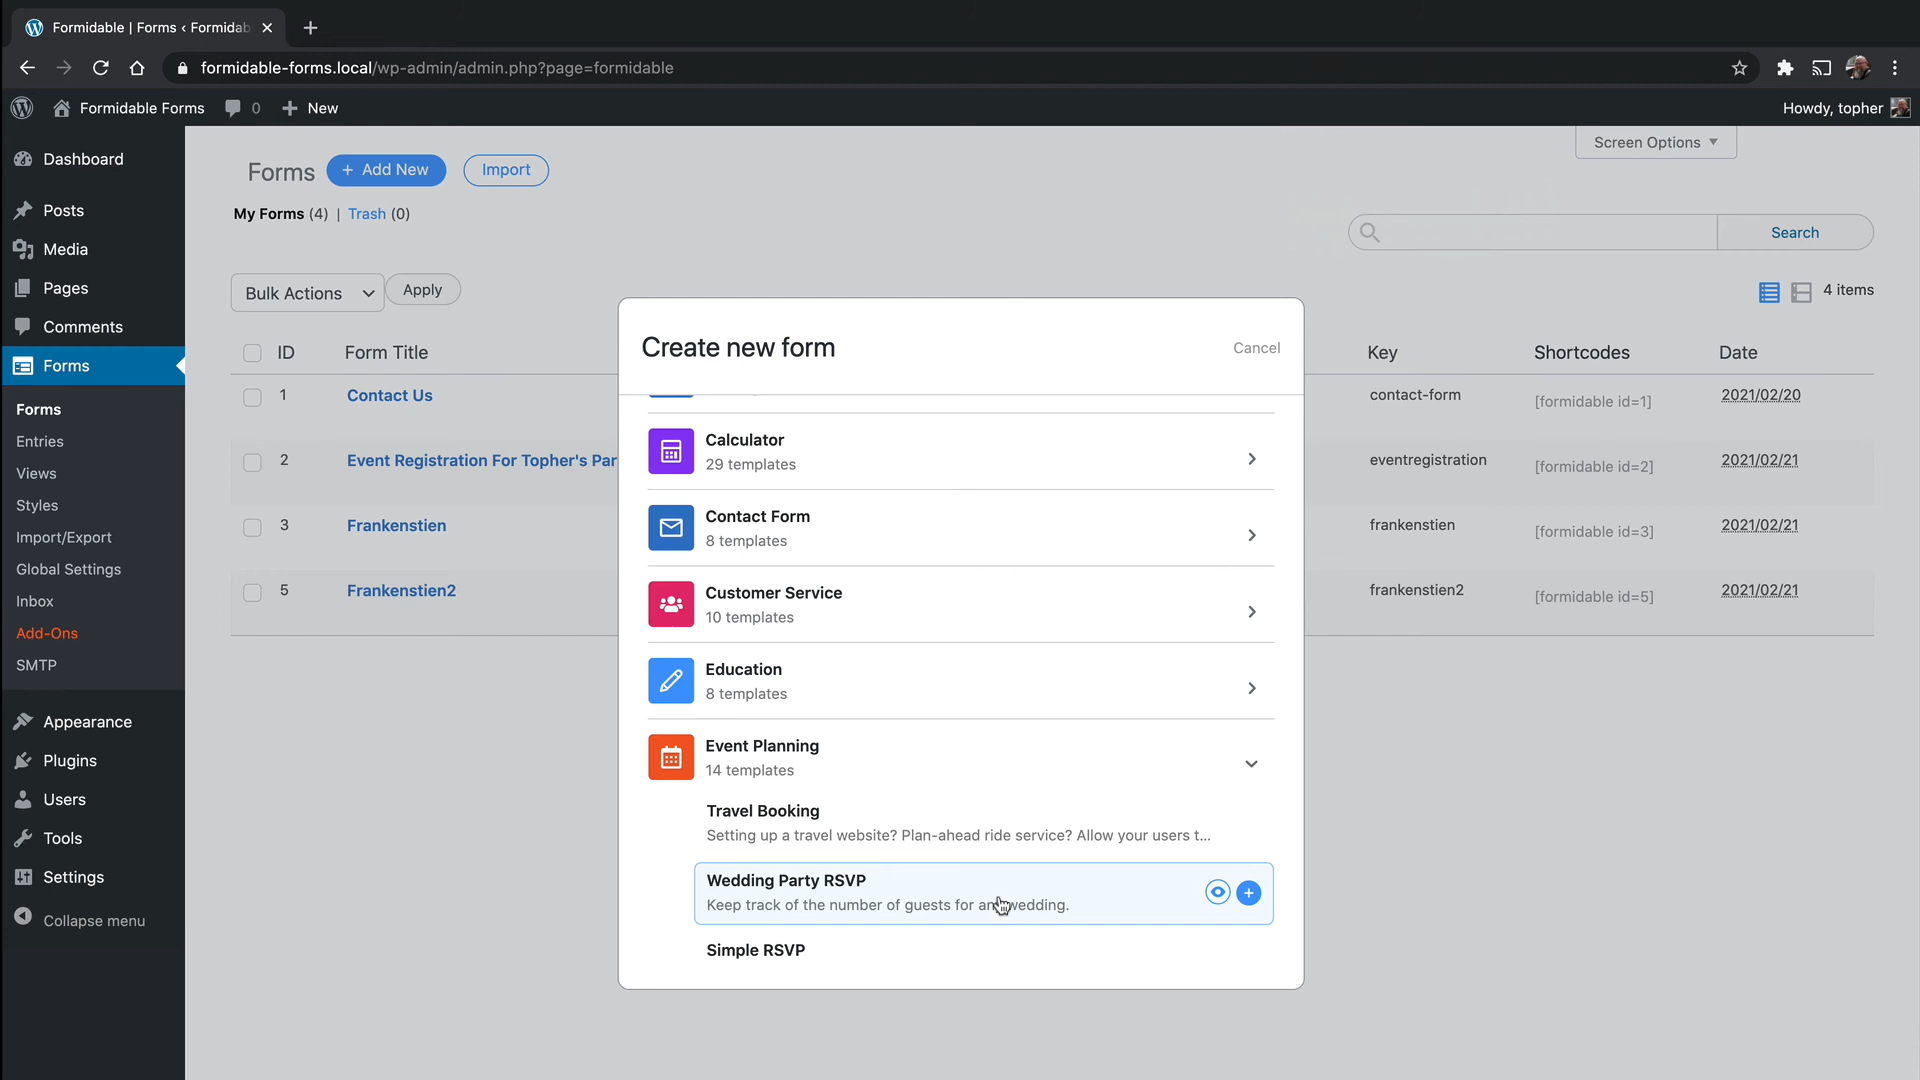 Formidable | Forms ‹ Formidab
formidable-forms.local/wp-admin/admin.php?page=formidable
Formidable Forms
0
New
Howdy, topher
Dashboard
Posts
Media
Pages
Comments
Forms
Forms
Entries
Views
Styles
Import/Export
Global Settings
Inbox
Add-Ons
SMTP
Appearance
Plugins
Users
Tools
Settings
Collapse menu
Screen Options
Forms
+ Add New
Import
My Forms (4) | Trash (0)
Search
Bulk Actions
Apply
4 items
ID Form Title Key Shortcodes Date
1 Contact Us contact-form [formidable id=1] 2021/02/20
2 Event Registration For Topher's Par eventregistration [formidable id=2] 2021/02/21
3 Frankenstien frankenstien [formidable id=3] 2021/02/21
5 Frankenstien2 frankenstien2 [formidable id=5] 2021/02/21
Create new form
Cancel
Calculator
29 templates
Contact Form
8 templates
Customer Service
10 templates
Education
8 templates
Event Planning
14 templates
Travel Booking
Setting up a travel website? Plan-ahead ride service? Allow your users t...
Wedding Party RSVP
Keep track of the number of guests for an wedding.
Simple RSVP